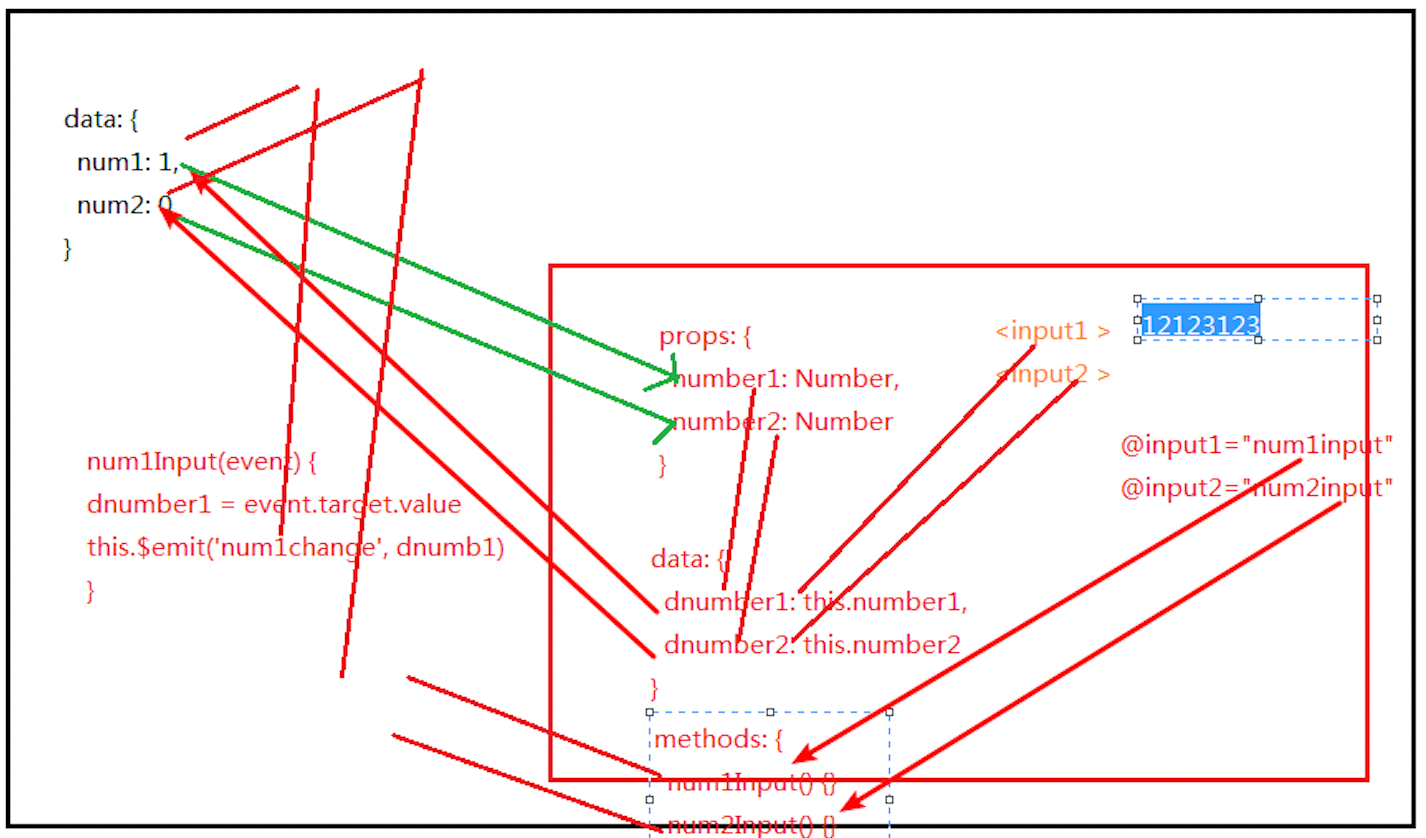 data: {
num1: 1,
num2: 0
}
num1Input(event) {
dnumber1 = event.target.value
this.$emit('num1change', dnumb1)
}
props: {
number1: Number,
number2: Number
}
<input1 >
<input2 >
12123123
@input1="num1input"
@input2="num2input"
data: {
dnumber1: this.number1,
dnumber2: this.number2
}
methods: {
num1Input() {}
num2Input() {}